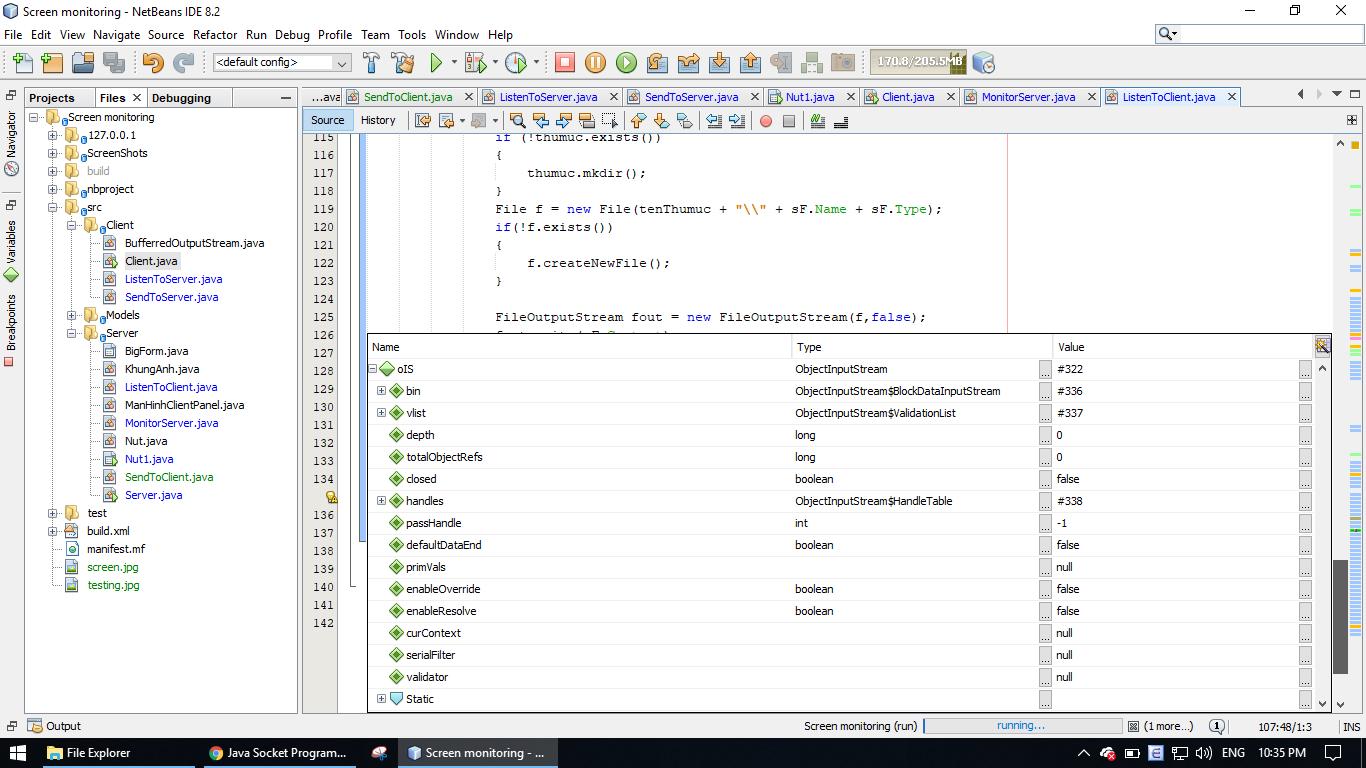 Screen monitoring - NetBeans IDE 8.2
File Edit View Navigate Source Refactor Run Debug Profile Team Tools Window Help
<default config> 170.8/205.5MB
Projects Files Debugging
...ava SendToClient.java ListenToServer.java SendToServer.java Nut1.java Client.java MonitorServer.java ListenToClient.java
Source History
Navigator
Variables
Breakpoints
Screen monitoring
127.0.0.1
ScreenShots
build
nbproject
src
Client
BufferredOutputStream.java
Client.java
ListenToServer.java
SendToServer.java
Models
Server
BigForm.java
KhungAnh.java
ListenToClient.java
ManHinhClientPanel.java
MonitorServer.java
Nut.java
Nut1.java
SendToClient.java
Server.java
test
build.xml
manifest.mf
screen.jpg
testing.jpg
115 if (!thumuc.exists())
116 {
117 thumuc.mkdir();
118 }
119 File f = new File(tenThumuc + "\\" + sF.Name + sF.Type);
120 if(!f.exists())
121 {
122 f.createNewFile();
123 }
124
125 FileOutputStream fout = new FileOutputStream(f,false);
126
127
128
129
130
131
132
133
134
136
137
138
139
140
141
142
Name Type Value
oIS ObjectInputStream ... #322 ...
bin ObjectInputStream$BlockDataInputStream ... #336 ...
vlist ObjectInputStream$ValidationList ... #337 ...
depth long ... 0 ...
totalObjectRefs long ... 0 ...
closed boolean ... false ...
handles ObjectInputStream$HandleTable ... #338 ...
passHandle int ... -1 ...
defaultDataEnd boolean ... false ...
primVals ... null ...
enableOverride boolean ... false ...
enableResolve boolean ... false ...
curContext ... null ...
serialFilter ... null ...
validator ... null ...
Static ... ...
Output Screen monitoring (run) running... (1 more...) 1 107:48/1:3 INS
File Explorer Java Socket Program... Screen monitoring - ... ENG 10:35 PM